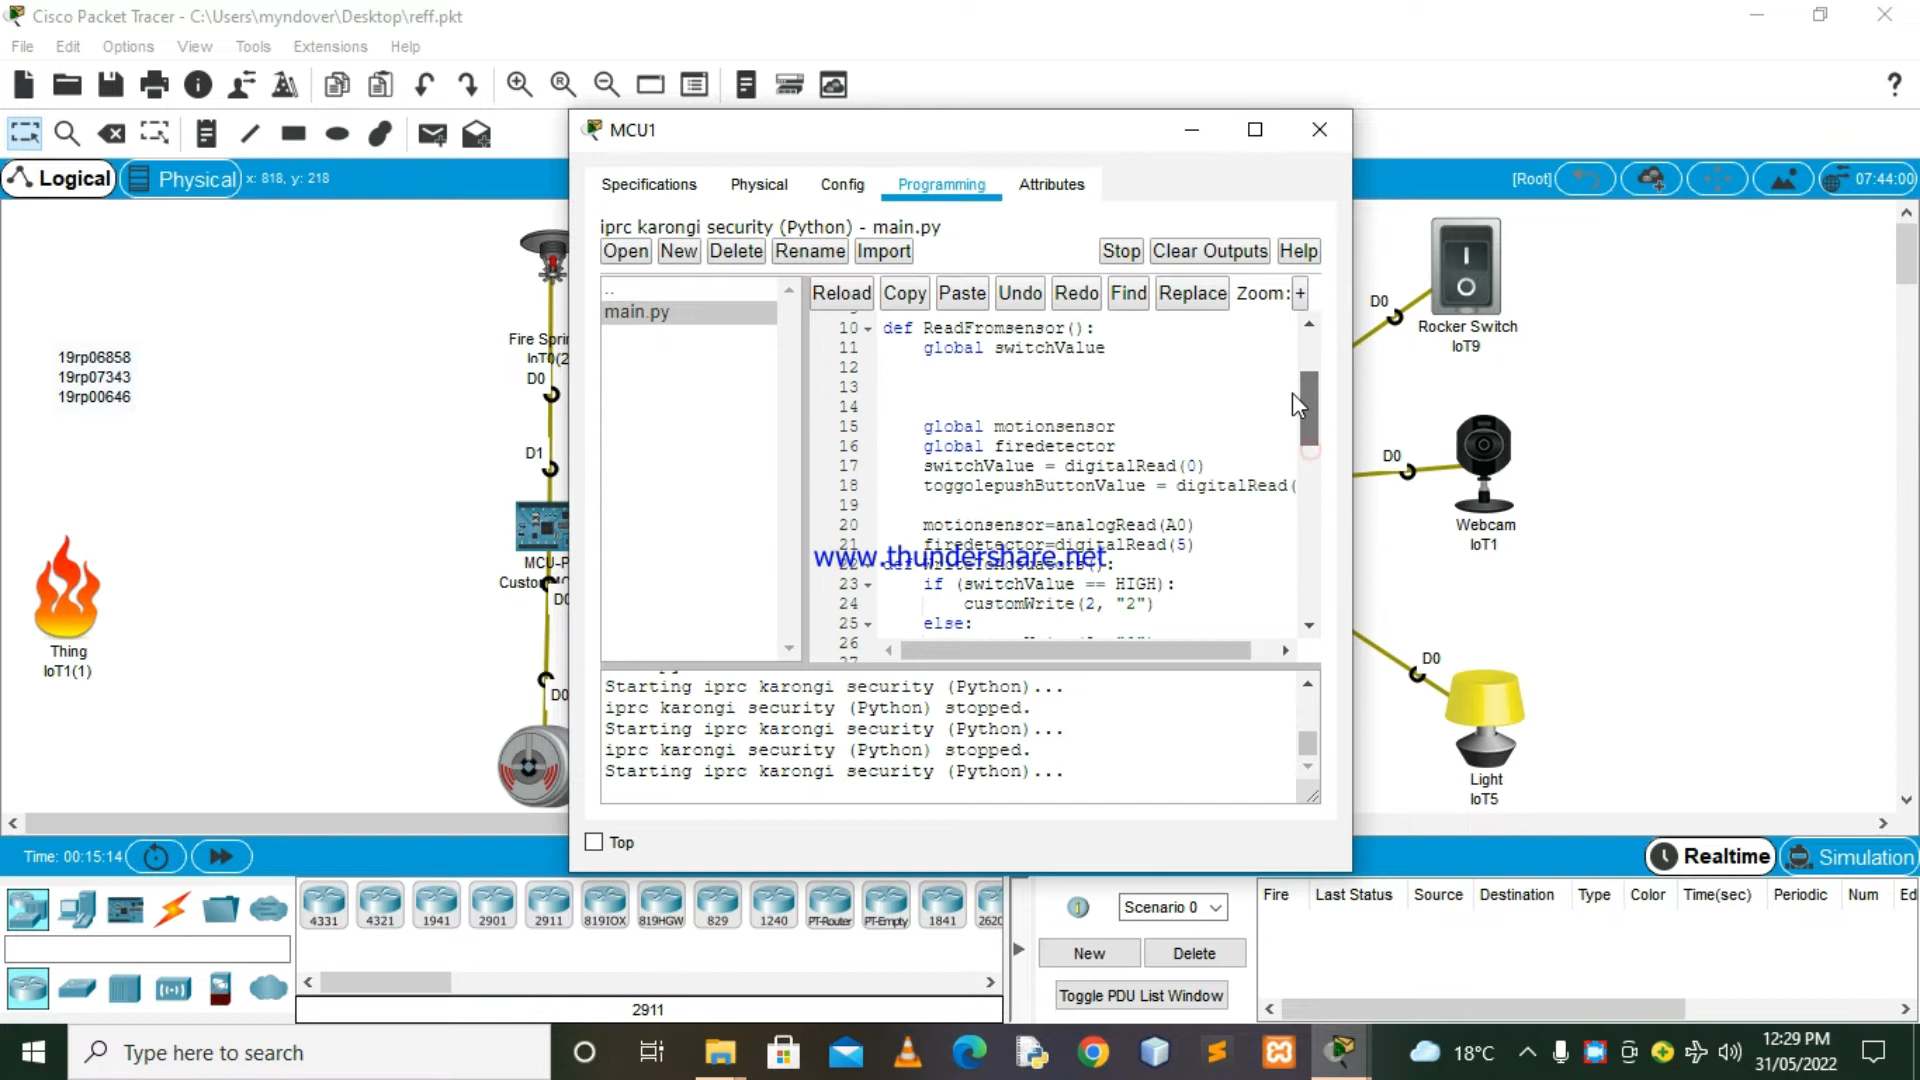 Cisco Packet Tracer - C:\Users\myndover\Desktop\reff.pkt
File Edit Options View Tools Extensions Help
Logical Physical x: 818, y: 218 [Root] 07:44:00
19rp06858
19rp07343
19rp00646
Thing
IoT1(1)
Fire Spri
IoT0(2
D0
D1
MCU-P
D0
D0
MCU1
Specifications Physical Config Programming Attributes
iprc karongi security (Python) - main.py
Open New Delete Rename Import Stop Clear Outputs Help
..
main.py
Reload Copy Paste Undo Redo Find Replace Zoom: +
10 def ReadFromsensor():
11 global switchValue
12
13
14
15 global motionsensor
16 global firedetector
17 switchValue = digitalRead(0)
18 toggolepushButtonValue = digitalRead(
19
20 motionsensor=analogRead(A0)
21 firedetector=digitalRead(5)
www.thundershare.net
23 if (switchValue == HIGH):
24 customWrite(2, "2")
25 else:
26
Starting iprc karongi security (Python)...
iprc karongi security (Python) stopped.
Starting iprc karongi security (Python)...
iprc karongi security (Python) stopped.
Starting iprc karongi security (Python)...
Top
D0
Rocker Switch
IoT9
D0
Webcam
IoT1
D0
Light
IoT5
Time: 00:15:14 Realtime Simulation
4331 4321 1941 2901 2911 819IOX 819HGW 829 1240 PT-Router PT-Empty 1841 2620
2911
Scenario 0
New Delete
Toggle PDU List Window
Fire Last Status Source Destination Type Color Time(sec) Periodic Num Ed
Type here to search
18°C
12:29 PM
31/05/2022